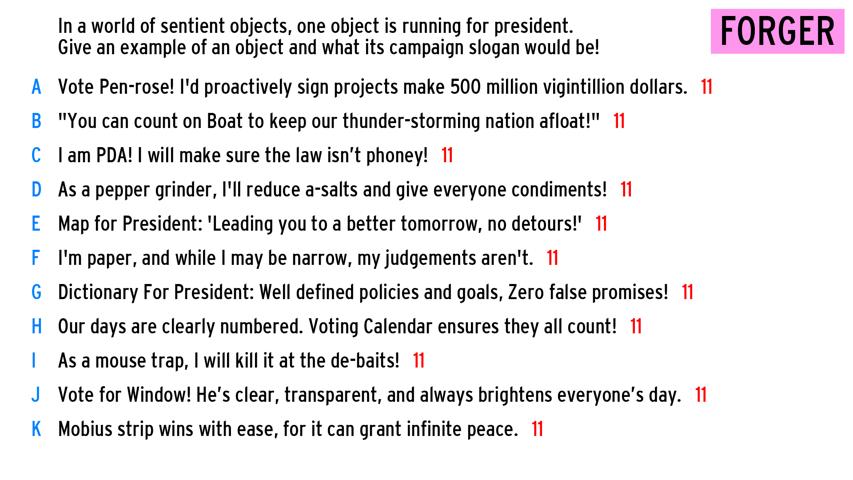 In a world of sentient objects, one object is running for president.
Give an example of an object and what its campaign slogan would be!
FORGER
A Vote Pen-rose! I'd proactively sign projects make 500 million vigintillion dollars. 11
B "You can count on Boat to keep our thunder-storming nation afloat!" 11
C I am PDA! I will make sure the law isn’t phoney! 11
D As a pepper grinder, I'll reduce a-salts and give everyone condiments! 11
E Map for President: 'Leading you to a better tomorrow, no detours!' 11
F I'm paper, and while I may be narrow, my judgements aren't. 11
G Dictionary For President: Well defined policies and goals, Zero false promises! 11
H Our days are clearly numbered. Voting Calendar ensures they all count! 11
I As a mouse trap, I will kill it at the de-baits! 11
J Vote for Window! He’s clear, transparent, and always brightens everyone’s day. 11
K Mobius strip wins with ease, for it can grant infinite peace. 11